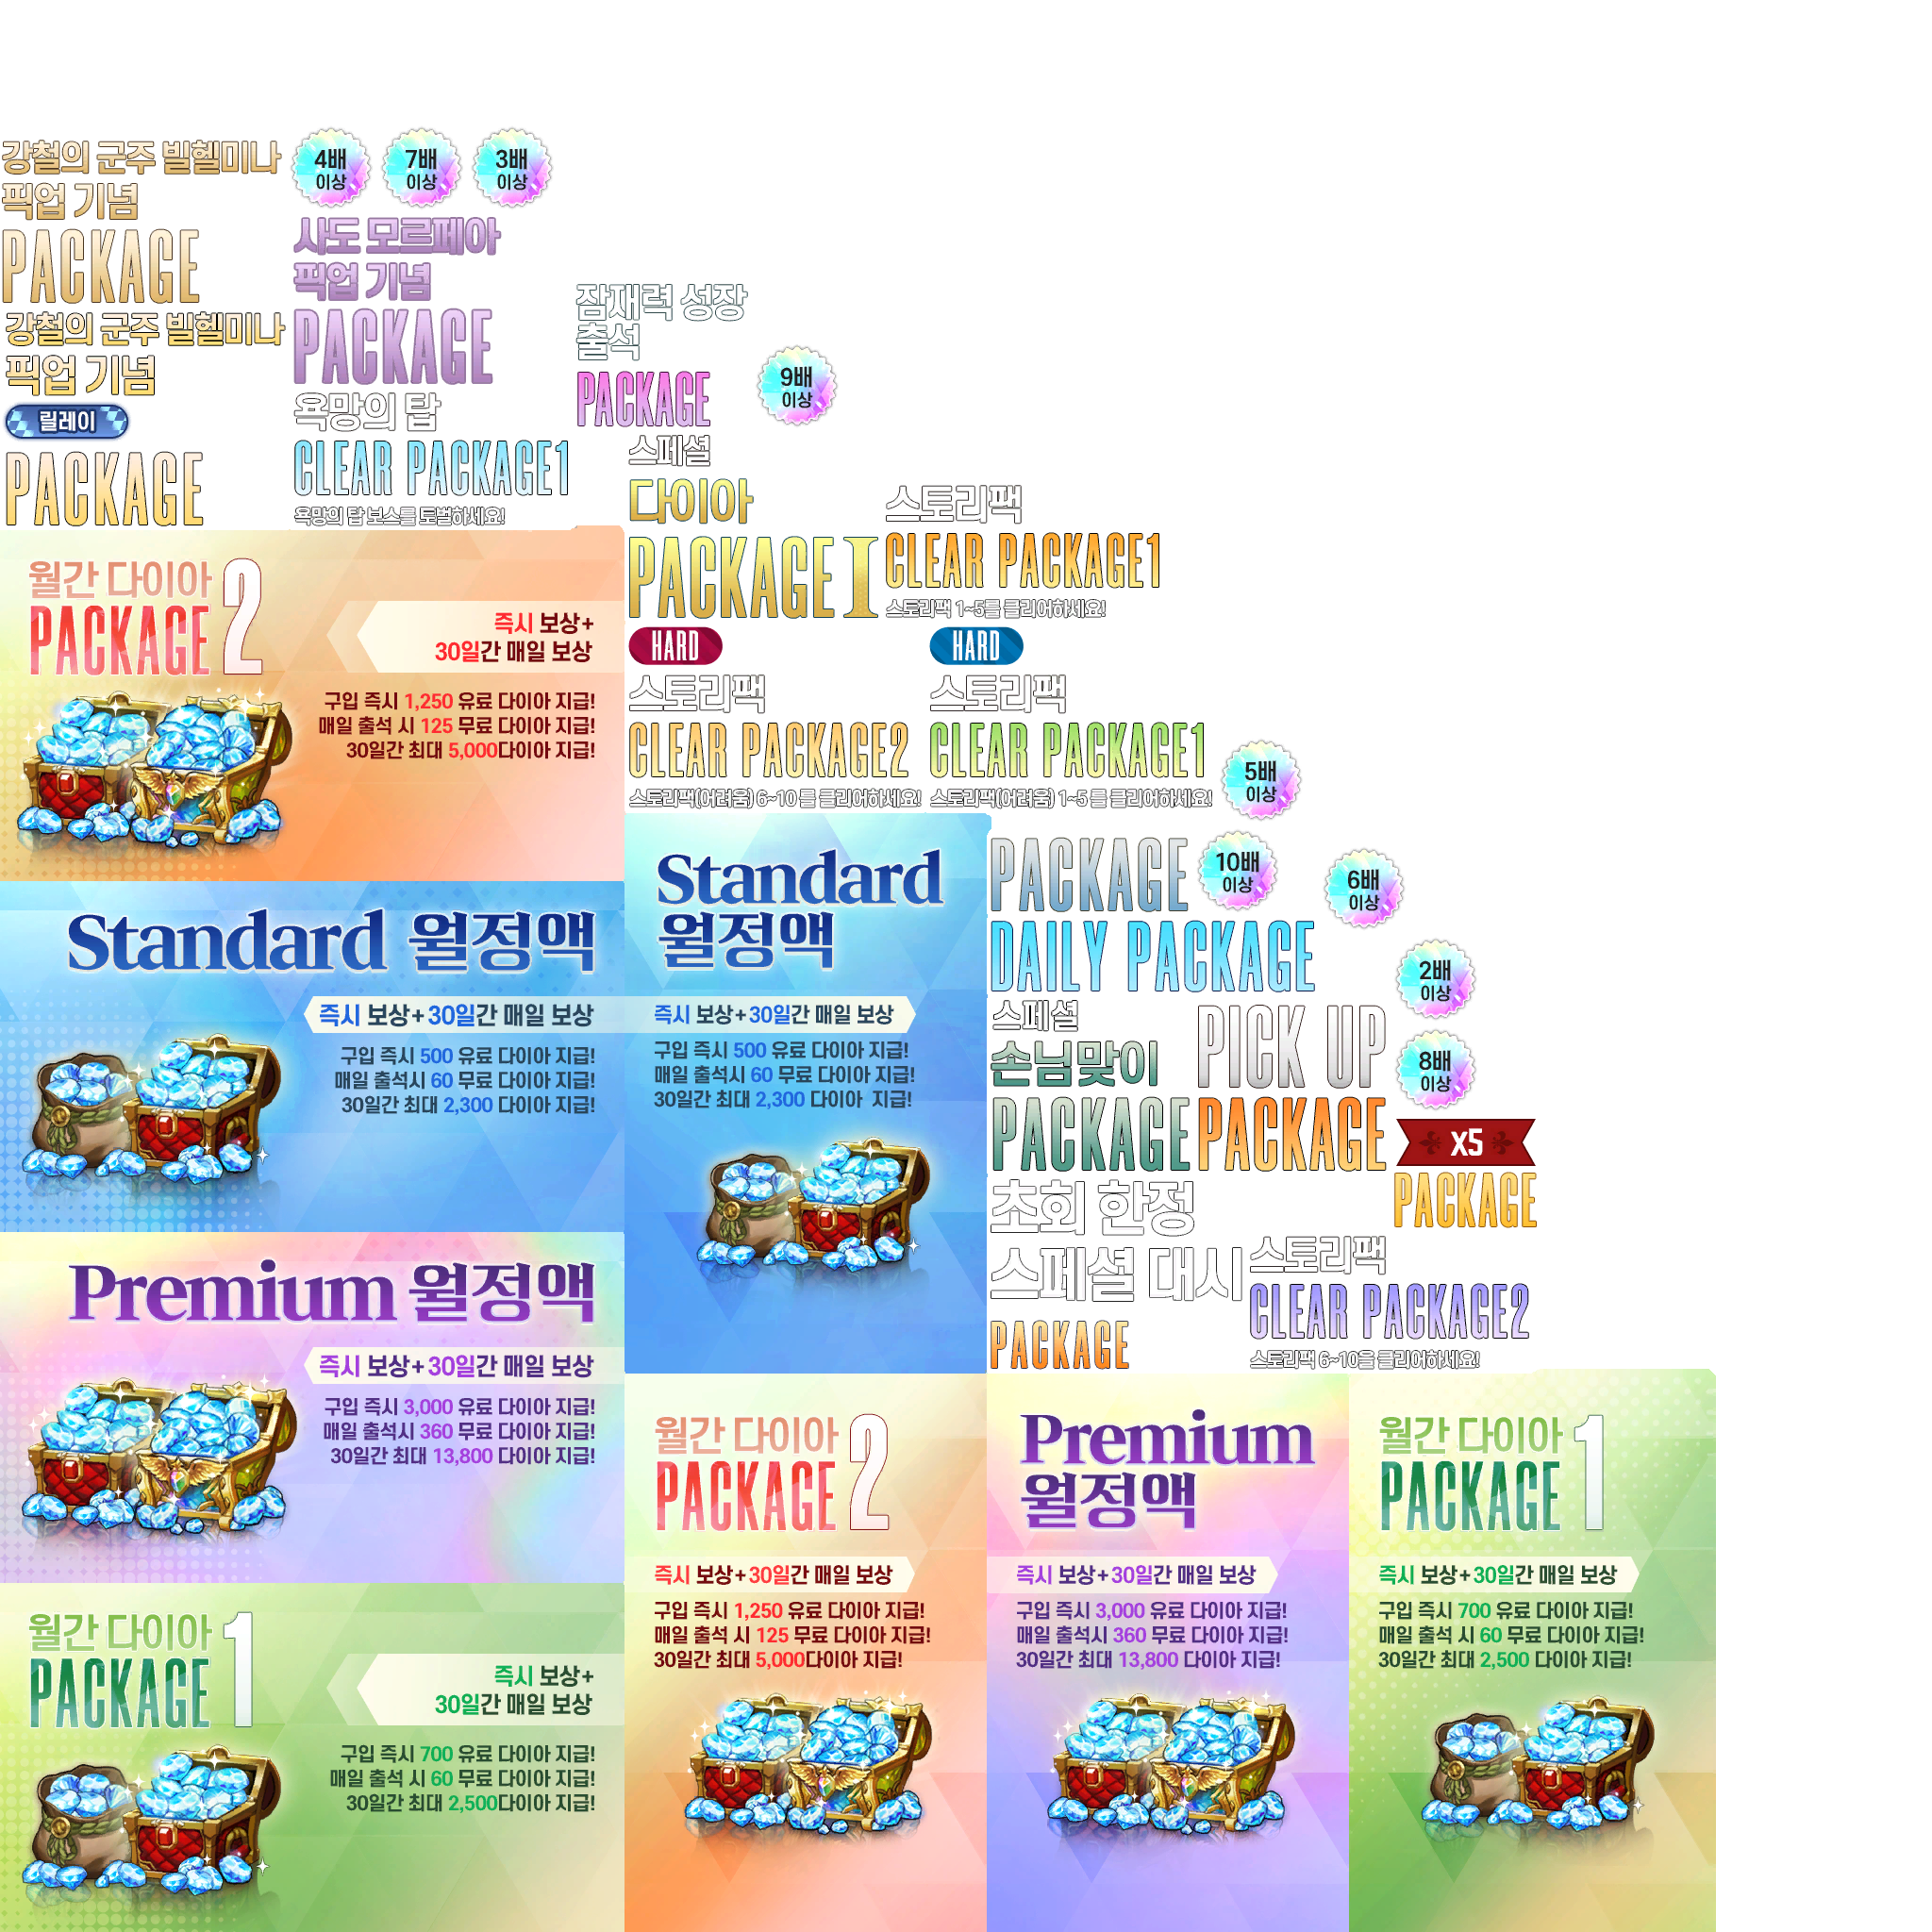 강철의 군주 빌헬미나
픽업 기념
PACKAGE
강철의 군주 빌헬미나
픽업 기념
릴레이
PACKAGE
4배
이상
7배
이상
3배
이상
사도 모르페아
픽업 기념
PACKAGE
욕망의 탑
CLEAR PACKAGE1
욕망의 탑 보스를 토벌하세요!
잠재력 성장
출석
PACKAGE
9배
이상
스페셜
다이아
PACKAGE I
스토리팩
CLEAR PACKAGE1
스토리팩 1~5를 클리어하세요!
HARD
스토리팩
CLEAR PACKAGE2
스토리팩(어려움) 6~10 를 클리어하세요!
HARD
스토리팩
CLEAR PACKAGE1
스토리팩(어려움) 1~5 를 클리어하세요!
5배
이상
월간 다이아
PACKAGE 2
즉시 보상+
30일간 매일 보상
구입 즉시 1,250 유료 다이아 지급!
매일 출석 시 125 무료 다이아 지급!
30일간 최대 5,000다이아 지급!
Standard 월정액
즉시 보상+30일간 매일 보상
구입 즉시 500 유료 다이아 지급!
매일 출석시 60 무료 다이아 지급!
30일간 최대 2,300 다이아 지급!
Standard
월정액
즉시 보상+30일간 매일 보상
구입 즉시 500 유료 다이아 지급!
매일 출석시 60 무료 다이아 지급!
30일간 최대 2,300 다이아 지급!
PACKAGE
10배
이상
6배
이상
DAILY PACKAGE
2배
이상
스페셜
손님맞이
PACKAGE
PICK UP
PACKAGE
8배
이상
X5
PACKAGE
초회 한정
스페셜 대시
PACKAGE
스토리팩
CLEAR PACKAGE2
스토리팩 6~10을 클리어하세요!
Premium 월정액
즉시 보상+30일간 매일 보상
구입 즉시 3,000 유료 다이아 지급!
매일 출석시 360 무료 다이아 지급!
30일간 최대 13,800 다이아 지급!
월간 다이아
PACKAGE 1
즉시 보상+
30일간 매일 보상
구입 즉시 700 유료 다이아 지급!
매일 출석 시 60 무료 다이아 지급!
30일간 최대 2,500다이아 지급!
월간 다이아
PACKAGE 2
즉시 보상+30일간 매일 보상
구입 즉시 1,250 유료 다이아 지급!
매일 출석 시 125 무료 다이아 지급!
30일간 최대 5,000다이아 지급!
Premium
월정액
즉시 보상+30일간 매일 보상
구입 즉시 3,000 유료 다이아 지급!
매일 출석시 360 무료 다이아 지급!
30일간 최대 13,800 다이아 지급!
월간 다이아
PACKAGE 1
즉시 보상+30일간 매일 보상
구입 즉시 700 유료 다이아 지급!
매일 출석 시 60 무료 다이아 지급!
30일간 최대 2,500 다이아 지급!